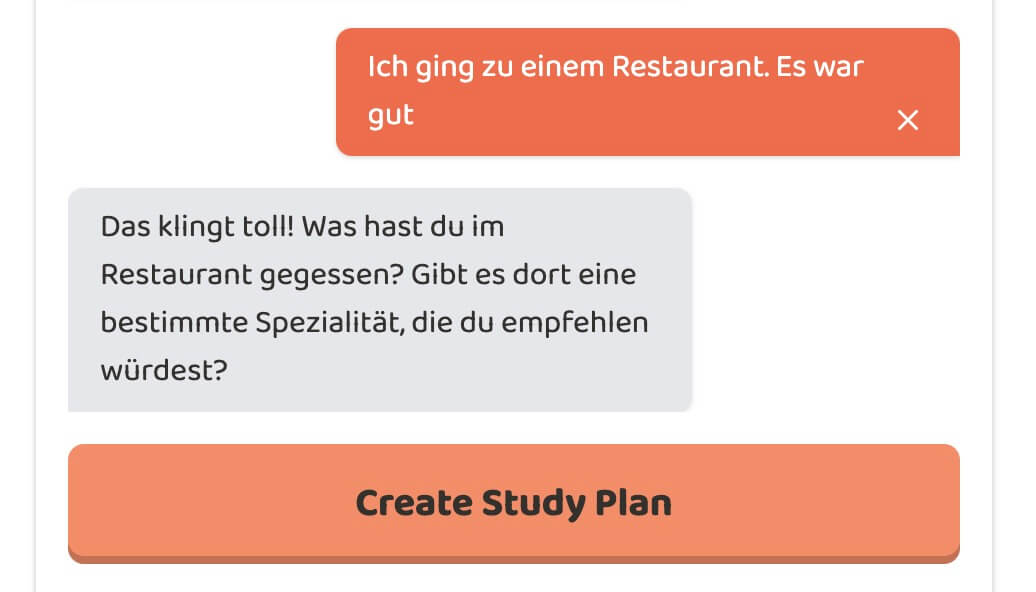 Ich ging zu einem Restaurant. Es war
gut
Das klingt toll! Was hast du im
Restaurant gegessen? Gibt es dort eine
bestimmte Spezialität, die du empfehlen
würdest?
Create Study Plan